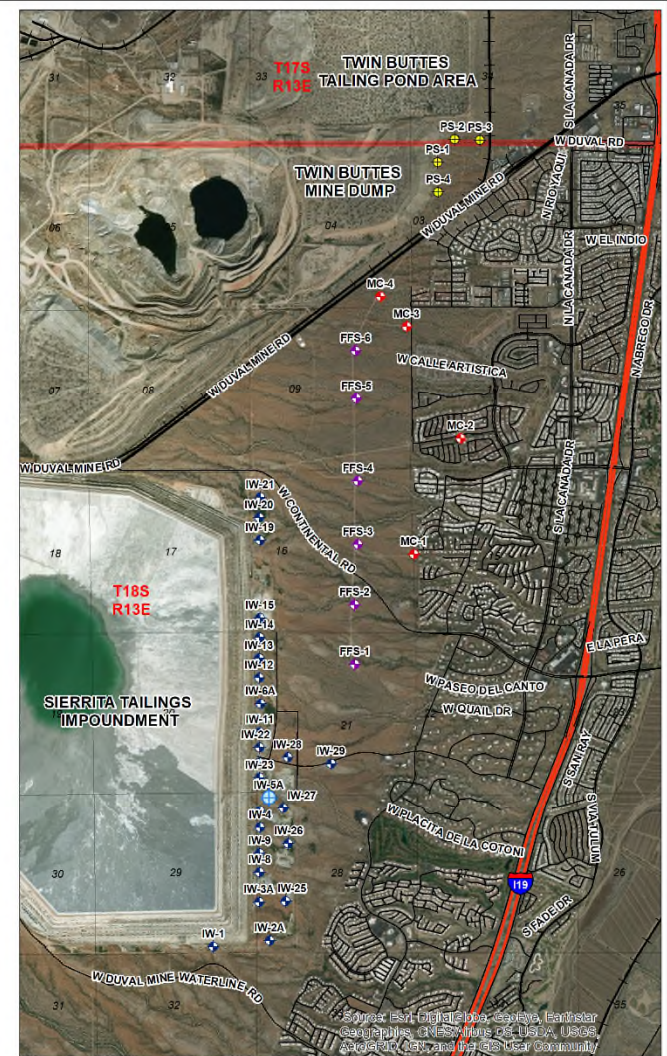 TWIN BUTTES
TAILING POND AREA
T17S
R13E
31
32
33
34
35
1
S LA CANADA DR
PS-2
PS-3
W DUVAL RD
PS-1
PS-4
TWIN BUTTES
MINE DUMP
N RIO YAQUI
W DUVAL MINE RD
06
05
04
03
W EL INDIO
N LA CANADA DR
N ABREGO DR
MC-4
MC-3
FFS-6
W DUVAL MINE RD
W CALLE ARTISTICA
07
08
09
FFS-5
MC-2
S LA CANADA DR
W DUVAL MINE RD
FFS-4
IW-21
IW-20
IW-19
W CONTINENTAL RD
18
17
16
FFS-3
MC-1
T18S
R13E
FFS-2
IW-15
IW-14
IW-13
IW-12
E LA PERA
FFS-1
W PASEO DEL CANTO
IW-6A
W QUAIL DR
SIERRITA TAILINGS
IMPOUNDMENT
20
IW-11
21
IW-22
IW-28
IW-29
IW-23
S SAN RAY
IW-5A
IW-27
IW-4
W PLACITA DE LA COTONI
S VIA TULUM
IW-26
IW-9
IW-8
30
29
28
26
I19
IW-3A
IW-25
S FADE DR
IW-1
IW-2A
W DUVAL MINE WATERLINE RD
31
32
Source: Esri, DigitalGlobe, GeoEye, Earthstar
Geographics, CNES/Airbus DS, USDA, USGS,
AeroGRID, IGN, and the GIS User Community